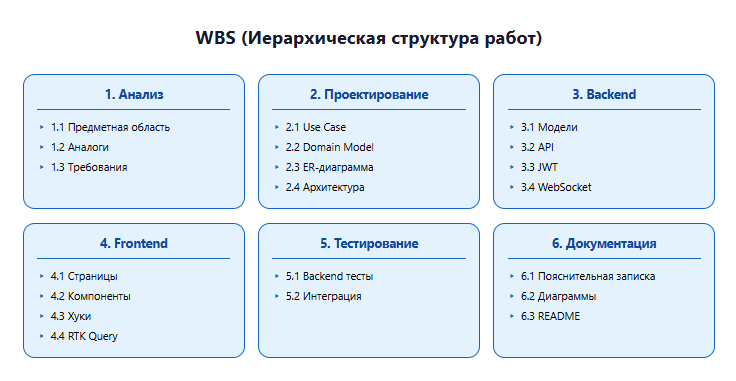 WBS (Иерархическая структура работ)
1. Анализ
1.1 Предметная область
1.2 Аналоги
1.3 Требования
2. Проектирование
2.1 Use Case
2.2 Domain Model
2.3 ER-диаграмма
2.4 Архитектура
3. Backend
3.1 Модели
3.2 API
3.3 JWT
3.4 WebSocket
4. Frontend
4.1 Страницы
4.2 Компоненты
4.3 Хуки
4.4 RTK Query
5. Тестирование
5.1 Backend тесты
5.2 Интеграция
6. Документация
6.1 Пояснительная записка
6.2 Диаграммы
6.3 README